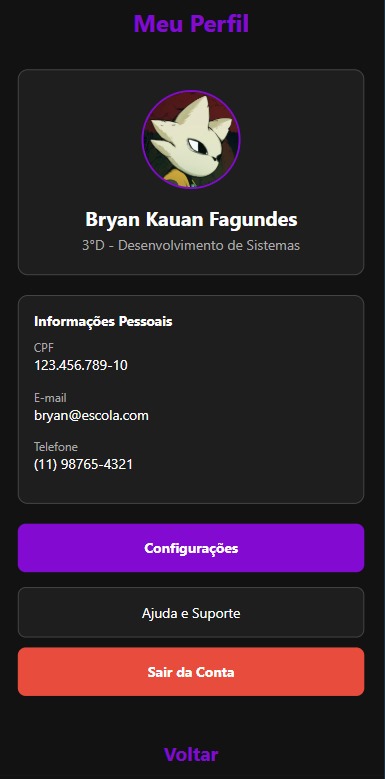 Meu Perfil
Bryan Kauan Fagundes
3°D - Desenvolvimento de Sistemas
Informações Pessoais
CPF
123.456.789-10
E-mail
bryan@escola.com
Telefone
(11) 98765-4321
Configurações
Ajuda e Suporte
Sair da Conta
Voltar